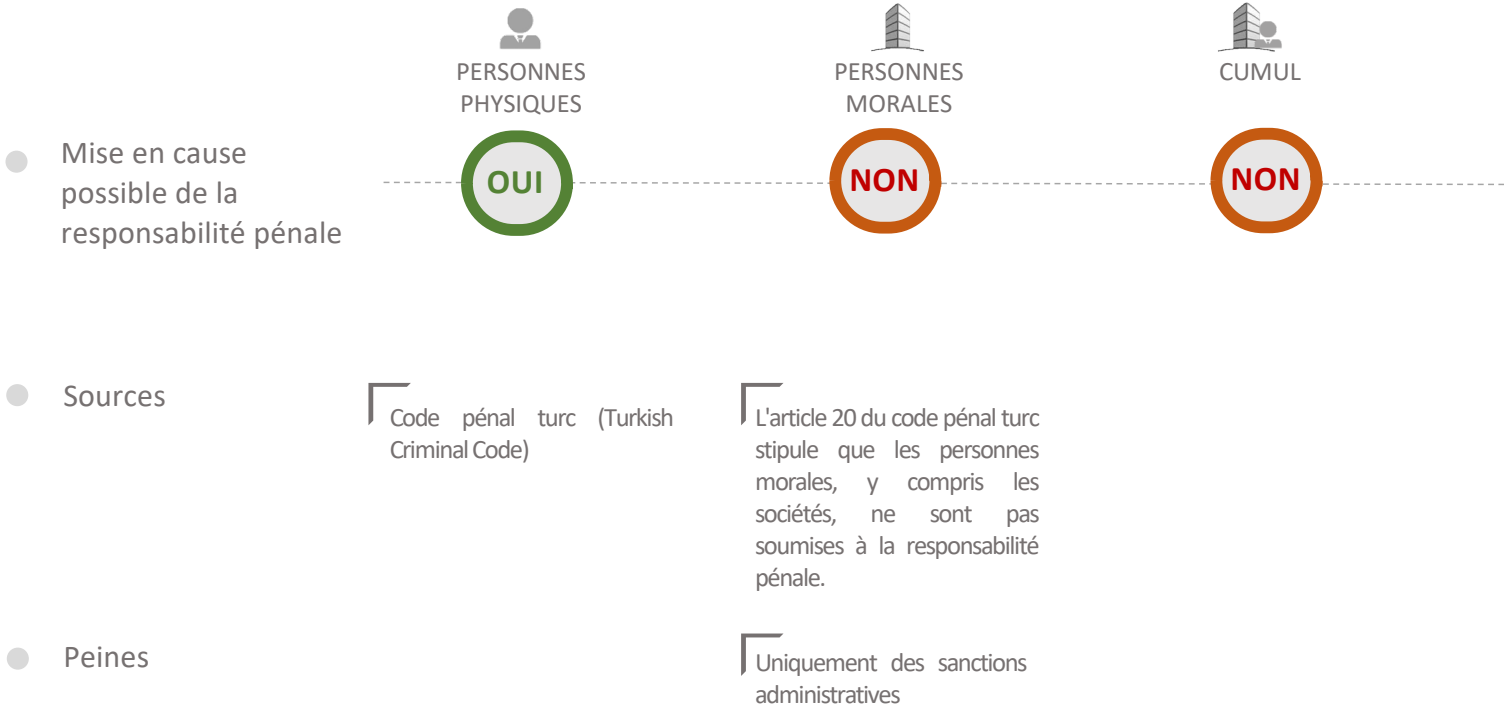 PERSONNES
PHYSIQUES
PERSONNES
MORALES
CUMUL
Mise en cause
possible de la
responsabilité pénale
OUI
NON
NON
Sources
Code pénal turc (Turkish
Criminal Code)
L'article 20 du code pénal turc
stipule que les personnes
morales, y compris les
sociétés, ne sont pas
soumises à la responsabilité
pénale.
Peines
Uniquement des sanctions
administratives